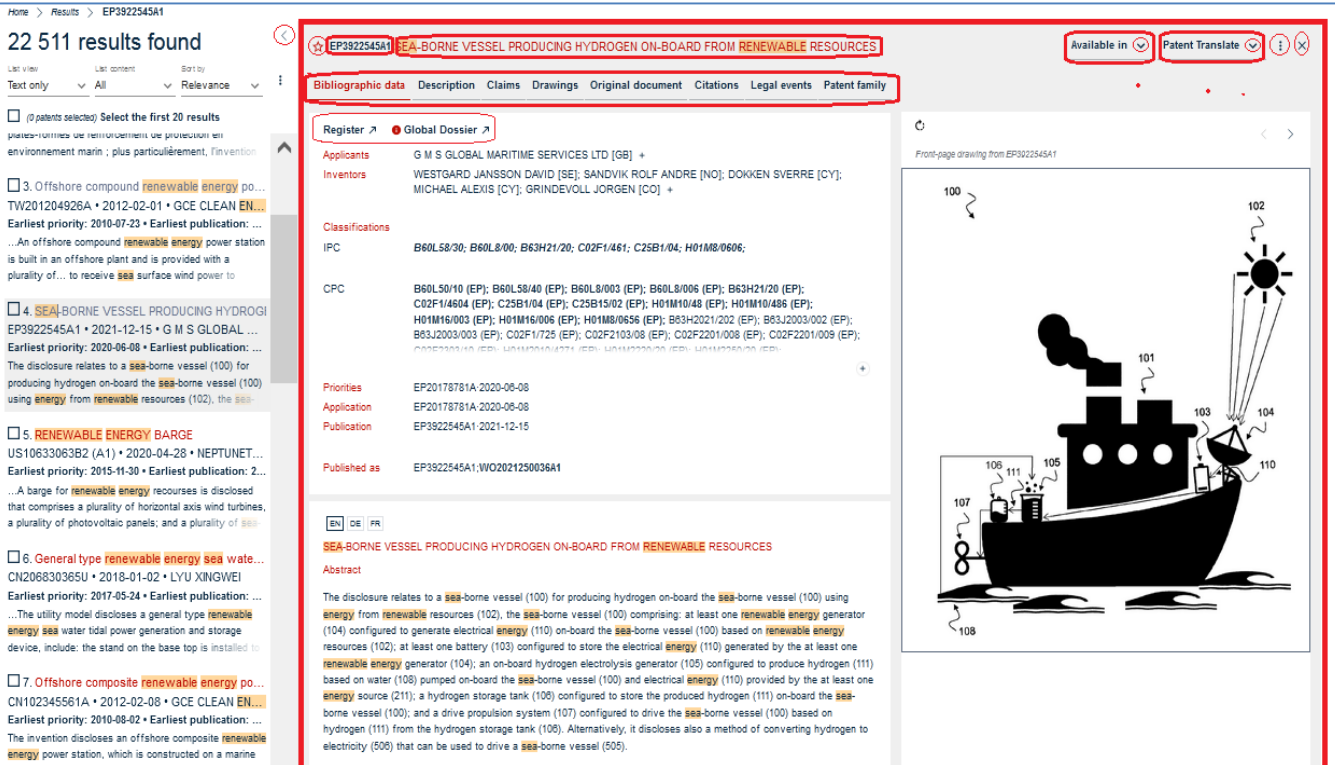 Home > Results > EP3922545A1
22 511 results found
List view List content Sort by
Text only All Relevance
(0 patents selected) Select the first 20 results
plates-formes de renforcement de protection en
environnement marin ; plus particulièrement, l'invention
3. Offshore compound renewable energy po...
TW201204926A • 2012-02-01 • GCE CLEAN EN...
Earliest priority: 2010-07-23 • Earliest publication: ...
...An offshore compound renewable energy power station
is built in an offshore plant and is provided with a
plurality of... to receive sea surface wind power to
4. SEA-BORNE VESSEL PRODUCING HYDROGI
EP3922545A1 • 2021-12-15 • G M S GLOBAL ...
Earliest priority: 2020-06-08 • Earliest publication: ...
The disclosure relates to a sea-borne vessel (100) for
producing hydrogen on-board the sea-borne vessel (100)
using energy from renewable resources (102), the sea-
5. RENEWABLE ENERGY BARGE
US10633063B2 (A1) • 2020-04-28 • NEPTUNET...
Earliest priority: 2015-11-30 • Earliest publication: 2...
...A barge for renewable energy recourses is disclosed
that comprises a plurality of horizontal axis wind turbines,
a plurality of photovoltaic panels; and a plurality of sea-
6. General type renewable energy sea wate...
CN206830365U • 2018-01-02 • LYU XINGWEI
Earliest priority: 2017-05-24 • Earliest publication: ...
...The utility model discloses a general type renewable
energy sea water tidal power generation and storage
device, include: the stand on the base top is installed to
7. Offshore composite renewable energy po...
CN102345561A • 2012-02-08 • GCE CLEAN EN...
Earliest priority: 2010-08-02 • Earliest publication: ...
The invention discloses an offshore composite renewable
energy power station, which is constructed on a marine
EP3922545A1 SEA-BORNE VESSEL PRODUCING HYDROGEN ON-BOARD FROM RENEWABLE RESOURCES
Available in Patent Translate
Bibliographic data Description Claims Drawings Original document Citations Legal events Patent family
Register Global Dossier
Applicants G M S GLOBAL MARITIME SERVICES LTD [GB] +
Inventors WESTGARD JANSSON DAVID [SE]; SANDVIK ROLF ANDRE [NO]; DOKKEN SVERRE [CY];
MICHAEL ALEXIS [CY]; GRINDEVOLL JORGEN [CO] +
Classifications
IPC B60L58/30; B60L8/00; B63H21/20; C02F1/461; C25B1/04; H01M8/0606;
CPC B60L50/10 (EP); B60L58/40 (EP); B60L8/003 (EP); B60L8/006 (EP); B63H21/20 (EP);
C02F1/4604 (EP); C25B1/04 (EP); C25B15/02 (EP); H01M10/48 (EP); H01M10/486 (EP);
H01M16/003 (EP); H01M16/006 (EP); H01M8/0656 (EP); B63H2021/202 (EP); B63J2003/002 (EP);
B63J2003/003 (EP); C02F1/725 (EP); C02F2103/08 (EP); C02F2201/008 (EP); C02F2201/009 (EP);
C02F2303/10 (EP); H01M2010/4271 (EP); H01M2220/20 (EP); H01M2250/20 (EP);
Priorities EP20178781A·2020-06-08
Application EP20178781A·2020-06-08
Publication EP3922545A1·2021-12-15
Published as EP3922545A1;WO2021250036A1
EN DE FR
SEA-BORNE VESSEL PRODUCING HYDROGEN ON-BOARD FROM RENEWABLE RESOURCES
Abstract
The disclosure relates to a sea-borne vessel (100) for producing hydrogen on-board the sea-borne vessel (100) using
energy from renewable resources (102), the sea-borne vessel (100) comprising: at least one renewable energy generator
(104) configured to generate electrical energy (110) on-board the sea-borne vessel (100) based on renewable energy
resources (102); at least one battery (103) configured to store the electrical energy (110) generated by the at least one
renewable energy generator (104); an on-board hydrogen electrolysis generator (105) configured to produce hydrogen (111)
based on water (108) pumped on-board the sea-borne vessel (100) and electrical energy (110) provided by the at least one
energy source (211); a hydrogen storage tank (106) configured to store the produced hydrogen (111) on-board the sea-
borne vessel (100); and a drive propulsion system (107) configured to drive the sea-borne vessel (100) based on
hydrogen (111) from the hydrogen storage tank (106). Alternatively, it discloses also a method of converting hydrogen to
electricity (506) that can be used to drive a sea-borne vessel (505).
Front-page drawing from EP3922545A1
100
102
101
103 104
106 111 105 110
107
108